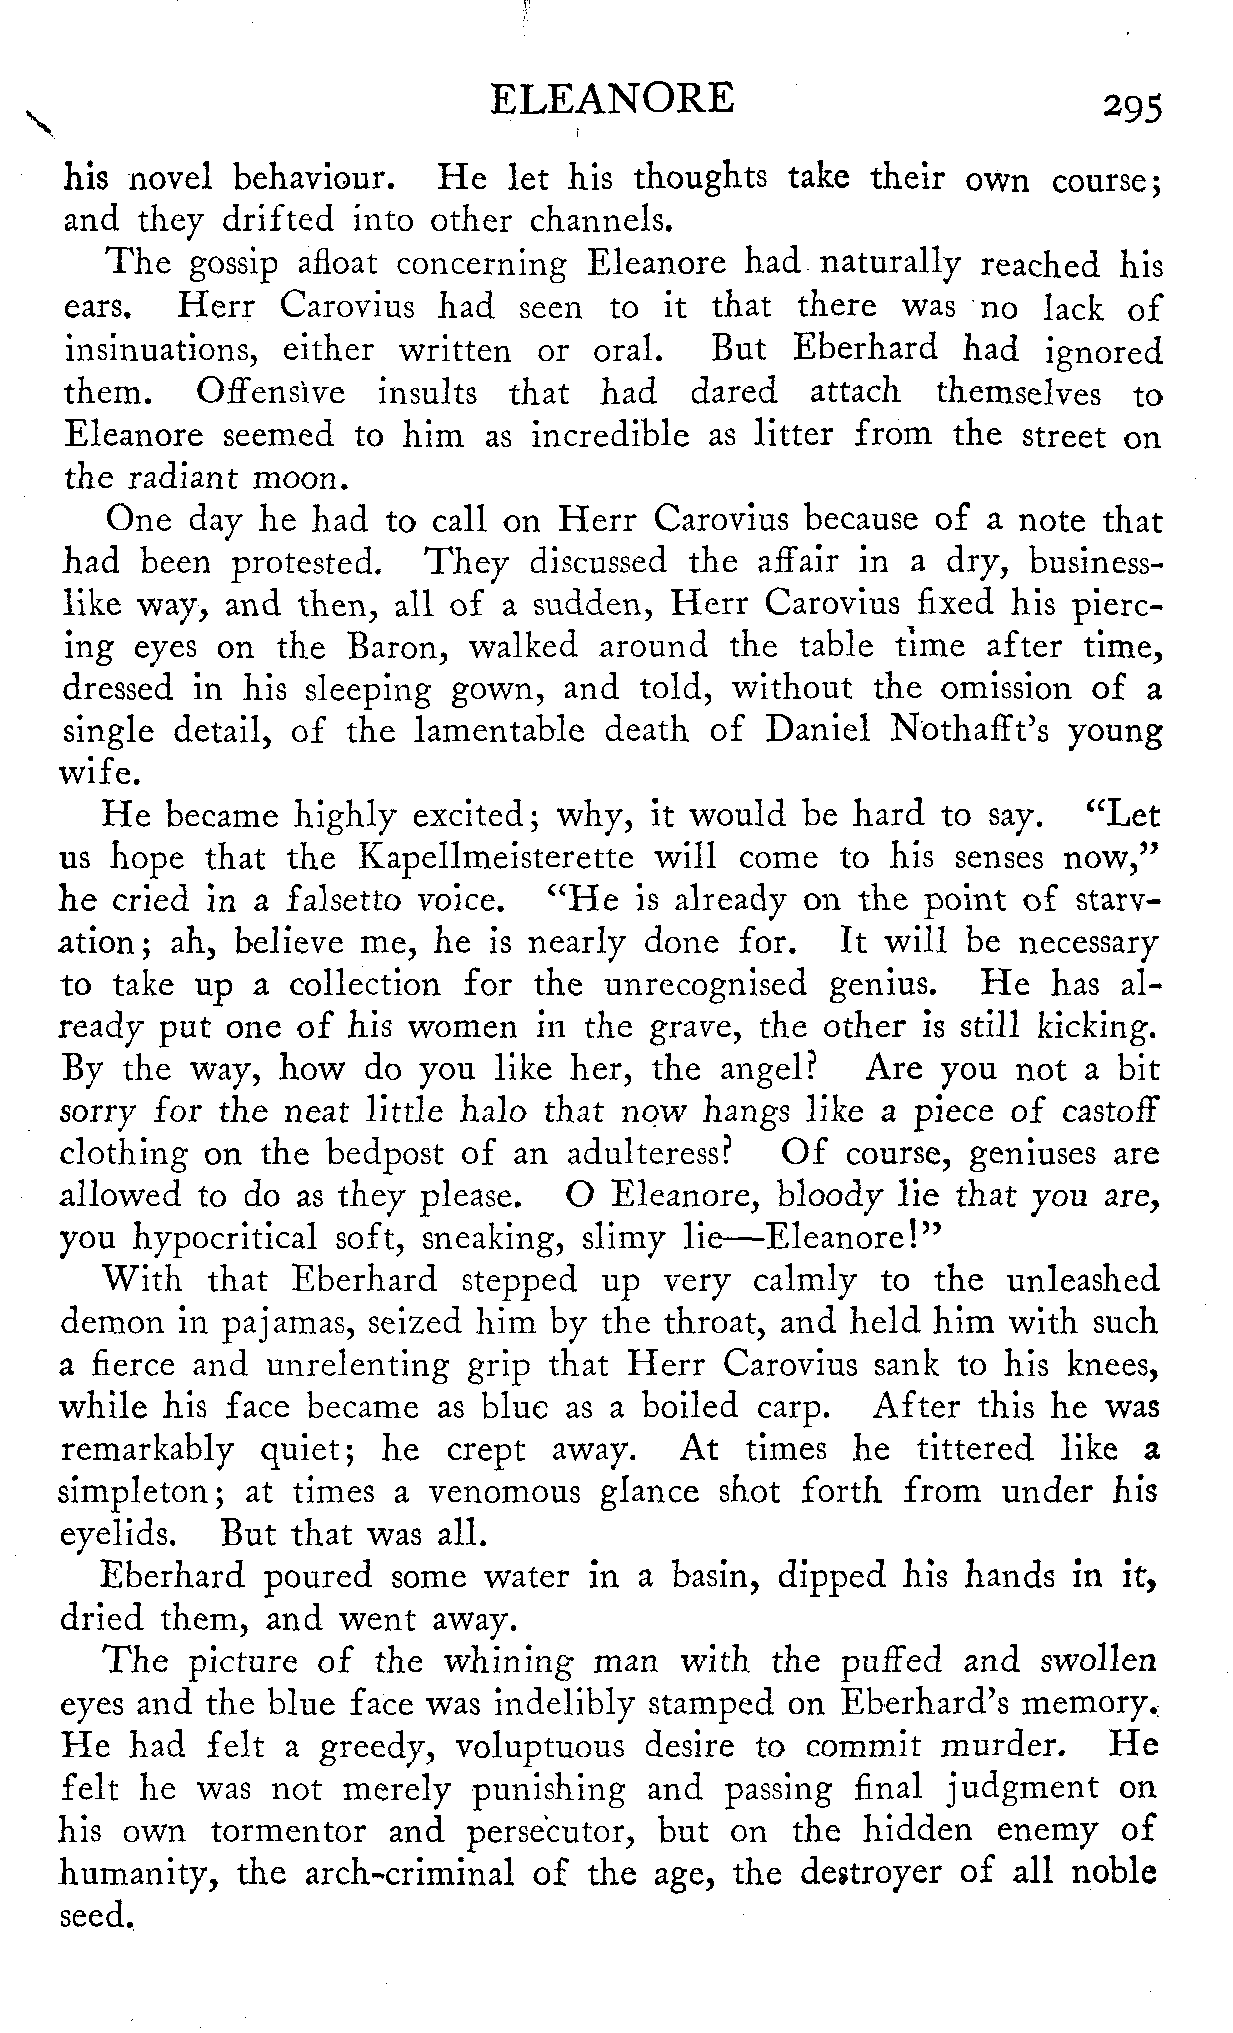 ELEANORE 295
his novel behaviour. He let his thoughts take their own course;
and they drifted into other channels.
The gossip afloat concerning Eleanore had naturally reached his
ears. Herr Carovius had seen to it that there was no lack of
insinuations, either written or oral. But Eberhard had ignored
them. Offensive insults that had dared attach themselves to
Eleanore seemed to him as incredible as litter from the street on
the radiant moon.
One day he had to call on Herr Carovius because of a note that
had been protested. They discussed the affair in a dry, business-
like way, and then, all of a sudden, Herr Carovius fixed his pierc-
ing eyes on the Baron, walked around the table time after time,
dressed in his sleeping gown, and told, without the omission of a
single detail, of the lamentable death of Daniel Nothafft's young
wife.
He became highly excited; why, it would be hard to say. “Let
us hope that the Kapellmeisterette will come to his senses now,”
he cried in a falsetto voice. “He is already on the point of starv-
ation; ah, believe me, he is nearly done for. It will be necessary
to take up a collection for the unrecognised genius. He has al-
ready put one of his women in the grave, the other is still kicking.
By the way, how do you like her, the angel? Are you not a bit
sorry for the neat little halo that now hangs like a piece of castoff
clothing on the bedpost of an adulteress? Of course, geniuses are
allowed to do as they please. O Eleanore, bloody lie that you are,
you hypocritical soft, sneaking, slimy lie—Eleanore!”
With that Eberhard stepped up very calmly to the unleashed
demon in pajamas, seized him by the throat, and held him with such
a fierce and unrelenting grip that Herr Carovius sank to his knees,
while his face became as blue as a boiled carp. After this he was
remarkably quiet; he crept away. At times he tittered like a
simpleton; at times a venomous glance shot forth from under his
eyelids. But that was all.
Eberhard poured some water in a basin, dipped his hands in it,
dried them, and went away.
The picture of the whining man with the puffed and swollen
eyes and the blue face was indelibly stamped on Eberhard's memory.
He had felt a greedy, voluptuous desire to commit murder. He
felt he was not merely punishing and passing final judgment on
his own tormentor and persecutor, but on the hidden enemy of
humanity, the arch-criminal of the age, the destroyer of all noble
seed.